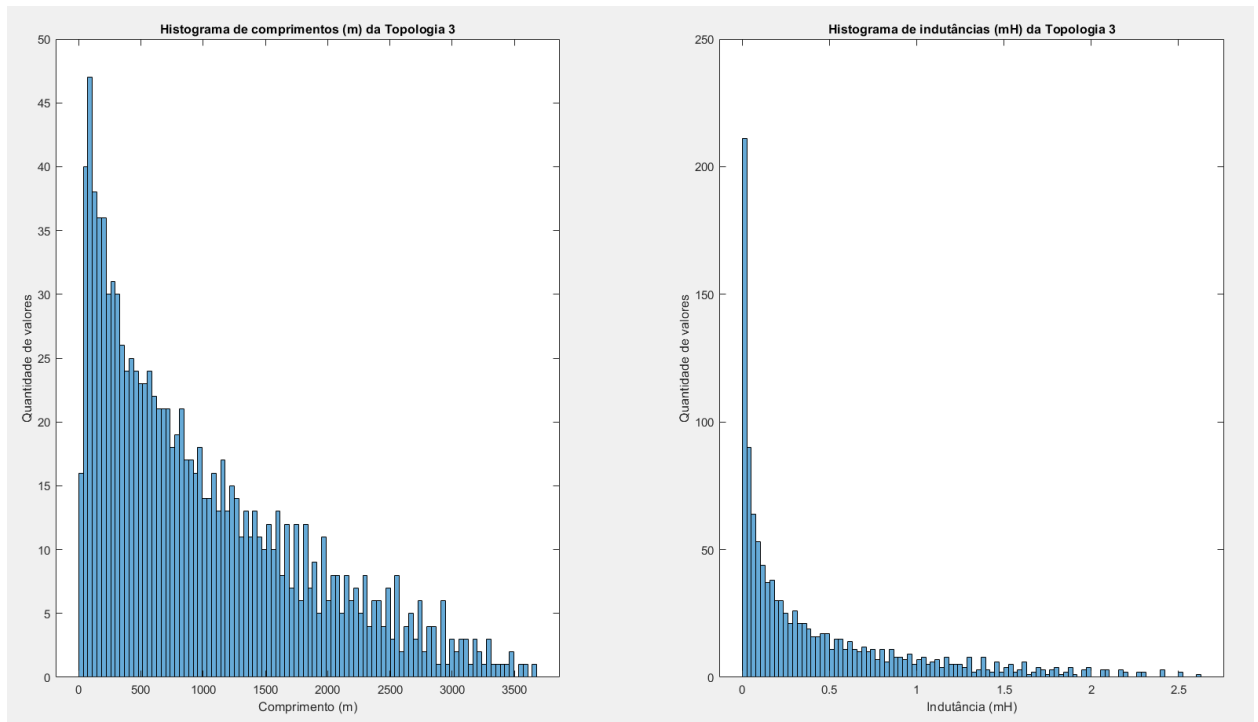 Histograma de comprimentos (m) da Topologia 3
50
45
40
35
30
25
20
15
10
5
0
Quantidade de valores
0 500 1000 1500 2000 2500 3000 3500
Comprimento (m)
Histograma de indutâncias (mH) da Topologia 3
250
200
150
100
50
0
Quantidade de valores
0 0.5 1 1.5 2 2.5
Indutância (mH)